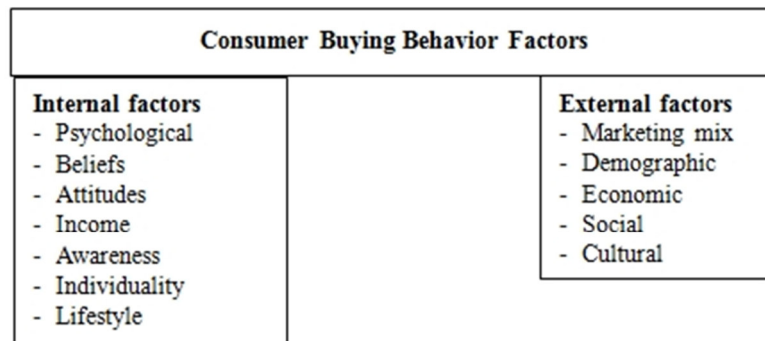 Consumer Buying Behavior Factors
Internal factors
- Psychological
- Beliefs
- Attitudes
- Income
- Awareness
- Individuality
- Lifestyle
External factors
- Marketing mix
- Demographic
- Economic
- Social
- Cultural